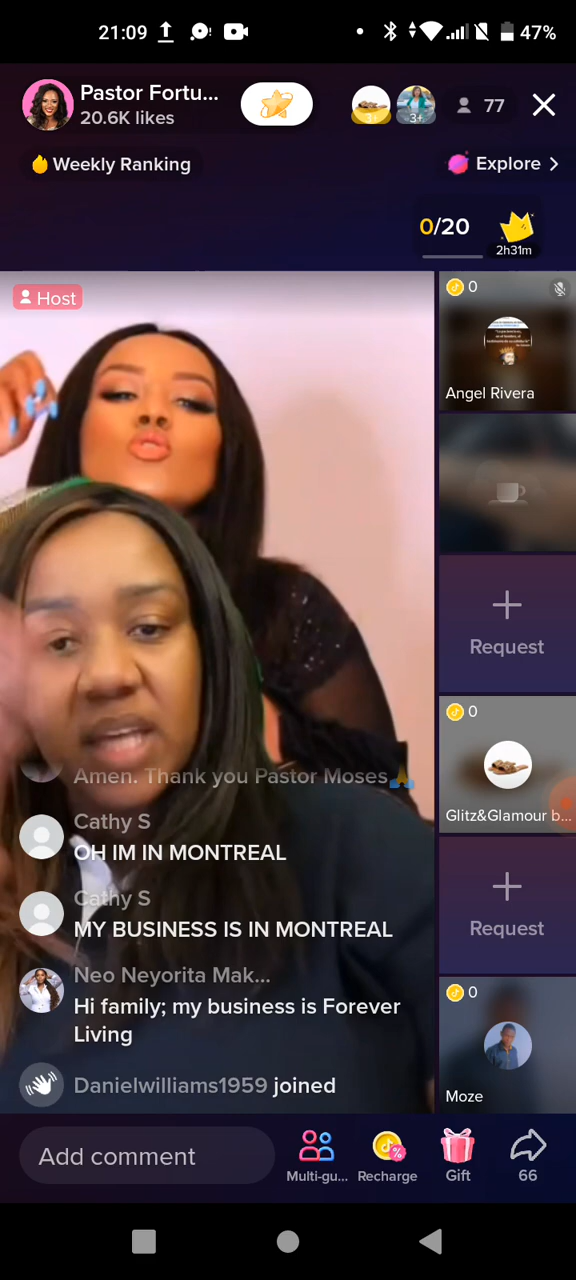 21:09
47%
Pastor Fortu...
20.6K likes
3+
3+
77
Weekly Ranking
Explore >
0/20
2h31m
Host
0
Angel Rivera
Request
0
Glitz&Glamour b...
Request
0
Moze
Amen. Thank you Pastor Moses🙏
Cathy S
OH IM IN MONTREAL
Cathy S
MY BUSINESS IS IN MONTREAL
Neo Neyorita Mak...
Hi family; my business is Forever
Living
Danielwilliams1959 joined
Add comment
Multi-gu...
Recharge
Gift
66